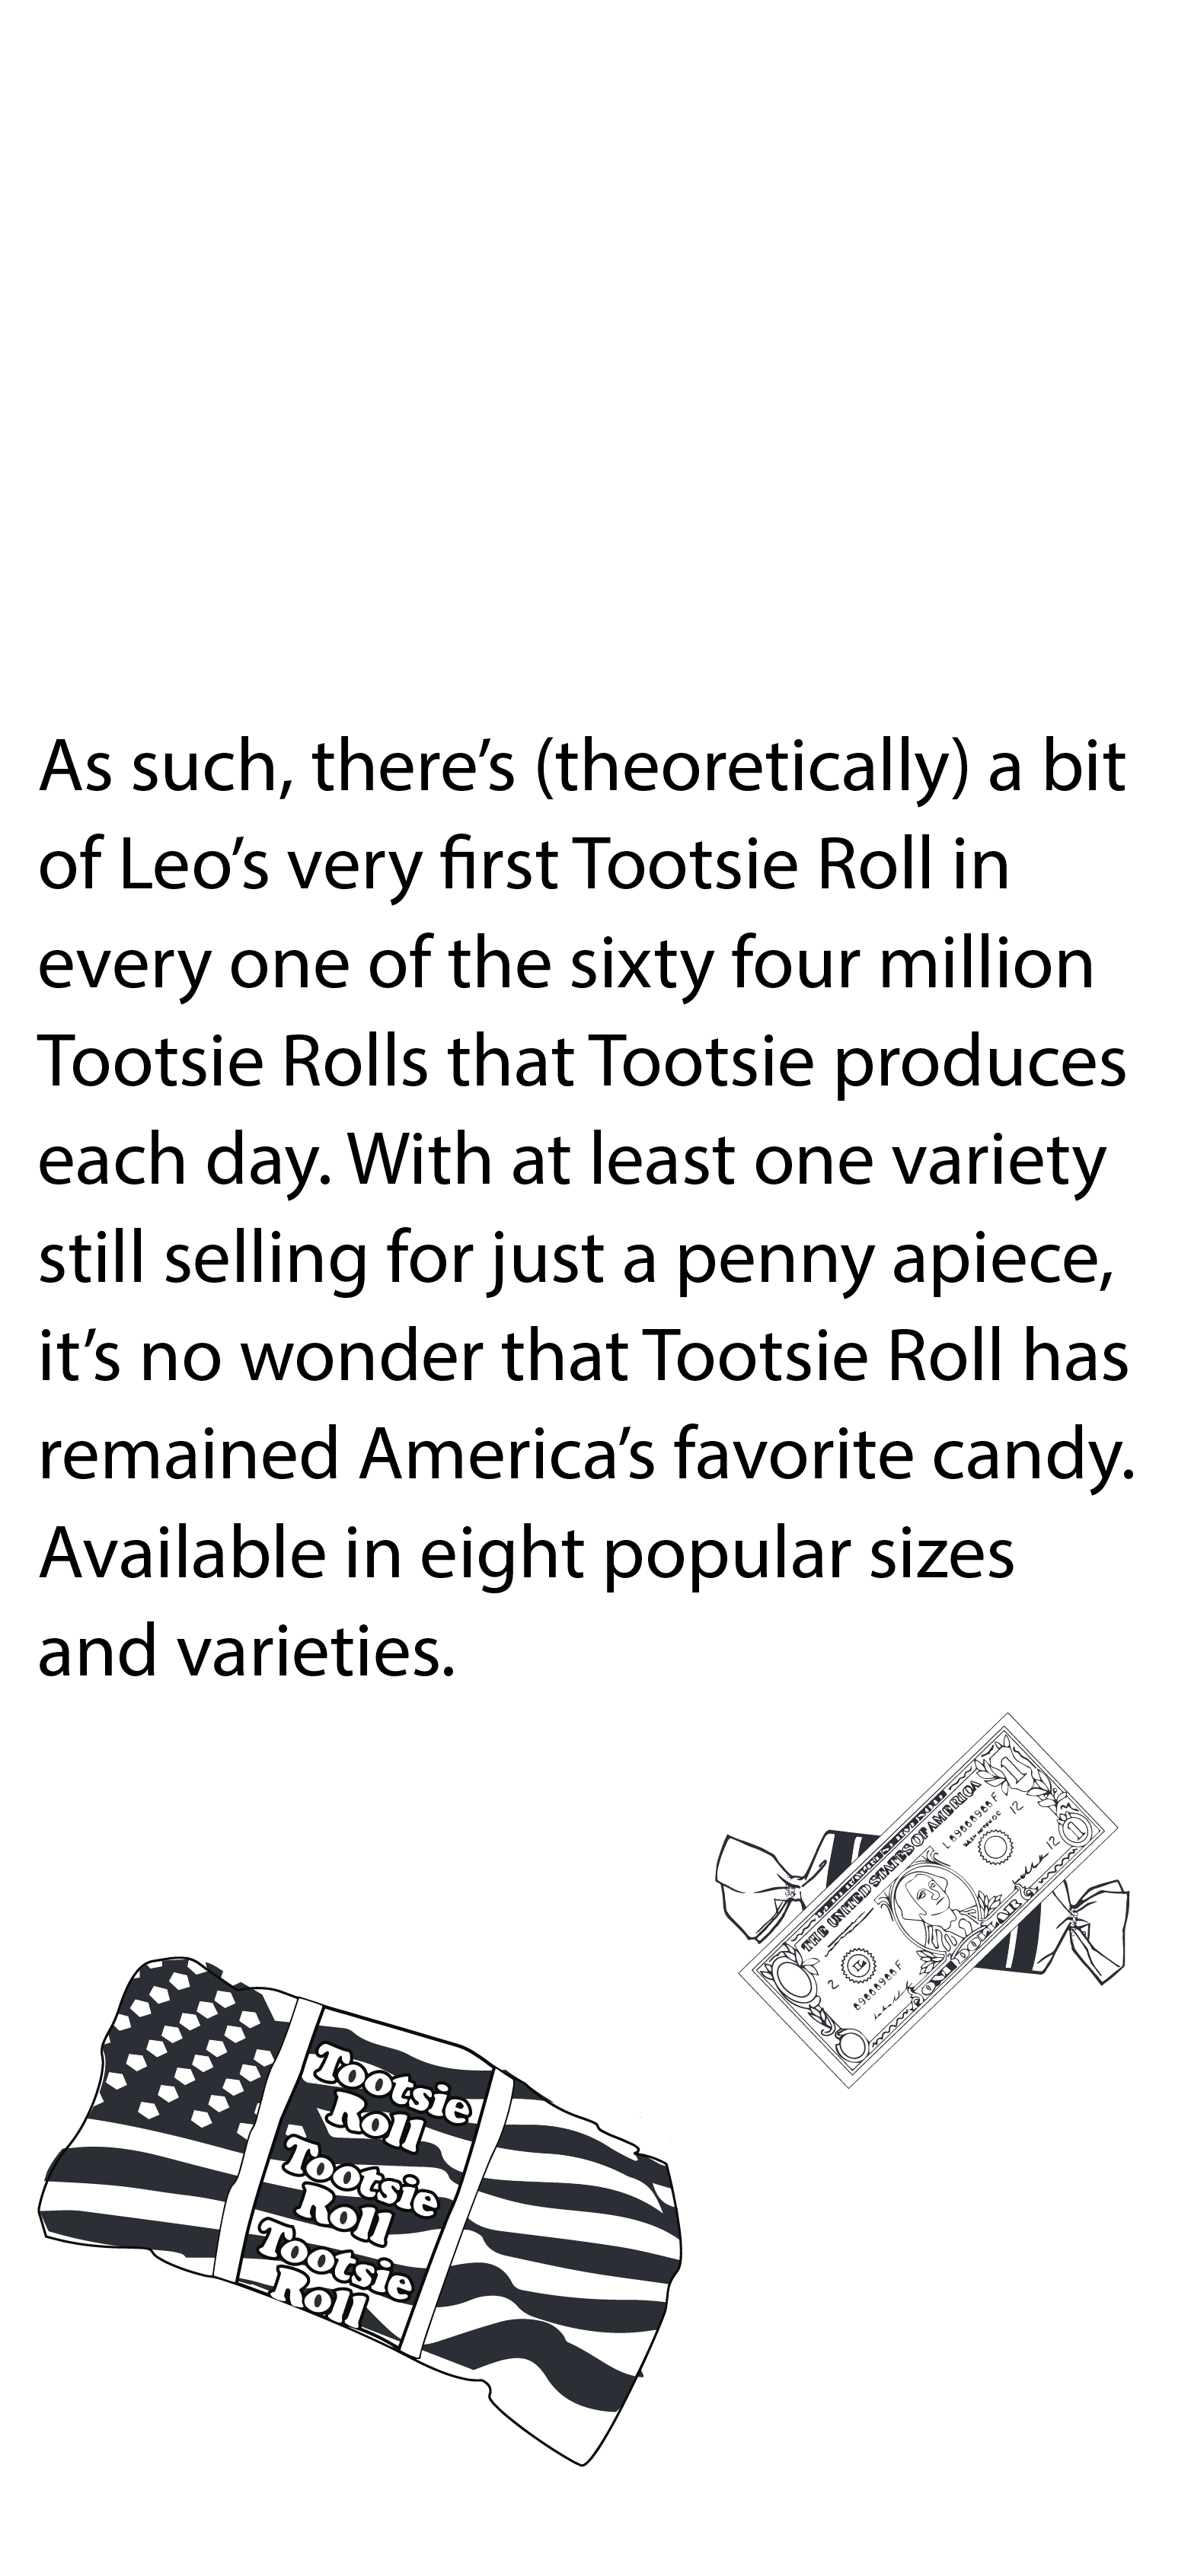 As such, there’s (theoretically) a bit
of Leo’s very first Tootsie Roll in
every one of the sixty four million
Tootsie Rolls that Tootsie produces
each day. With at least one variety
still selling for just a penny apiece,
it’s no wonder that Tootsie Roll has
remained America’s favorite candy.
Available in eight popular sizes
and varieties.
THE UNITED STATES OF AMERICA
1
12
12
1
2
ONE DOLLAR
Tootsie
Roll
Tootsie
Roll
Tootsie
Roll